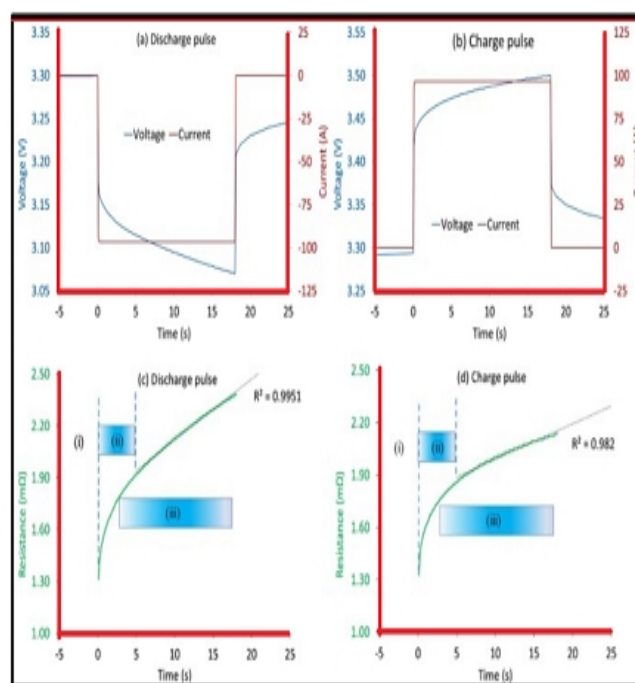 (a) Discharge pulse
3.35
3.30
3.25
3.20
3.15
3.10
3.05
Voltage (V)
25
0
-25
-50
-75
-100
-125
Current (A)
Voltage Current
-5 0 5 10 15 20 25
Time (s)
(b) Charge pulse
3.55
3.50
3.45
3.40
3.35
3.30
3.25
Voltage (V)
125
100
75
50
25
0
-25
Voltage Current
-5 0 5 10 15 20 25
Time (s)
(c) Discharge pulse
2.50
2.20
1.90
1.60
1.30
1.00
Resistance (mΩ)
R² = 0.9951
(i)
(ii)
(iii)
-5 0 5 10 15 20 25
Time (s)
(d) Charge pulse
2.50
2.20
1.90
1.60
1.30
1.00
Resistance (mΩ)
R² = 0.982
(i)
(ii)
(iii)
-5 0 5 10 15 20 25
Time (s)